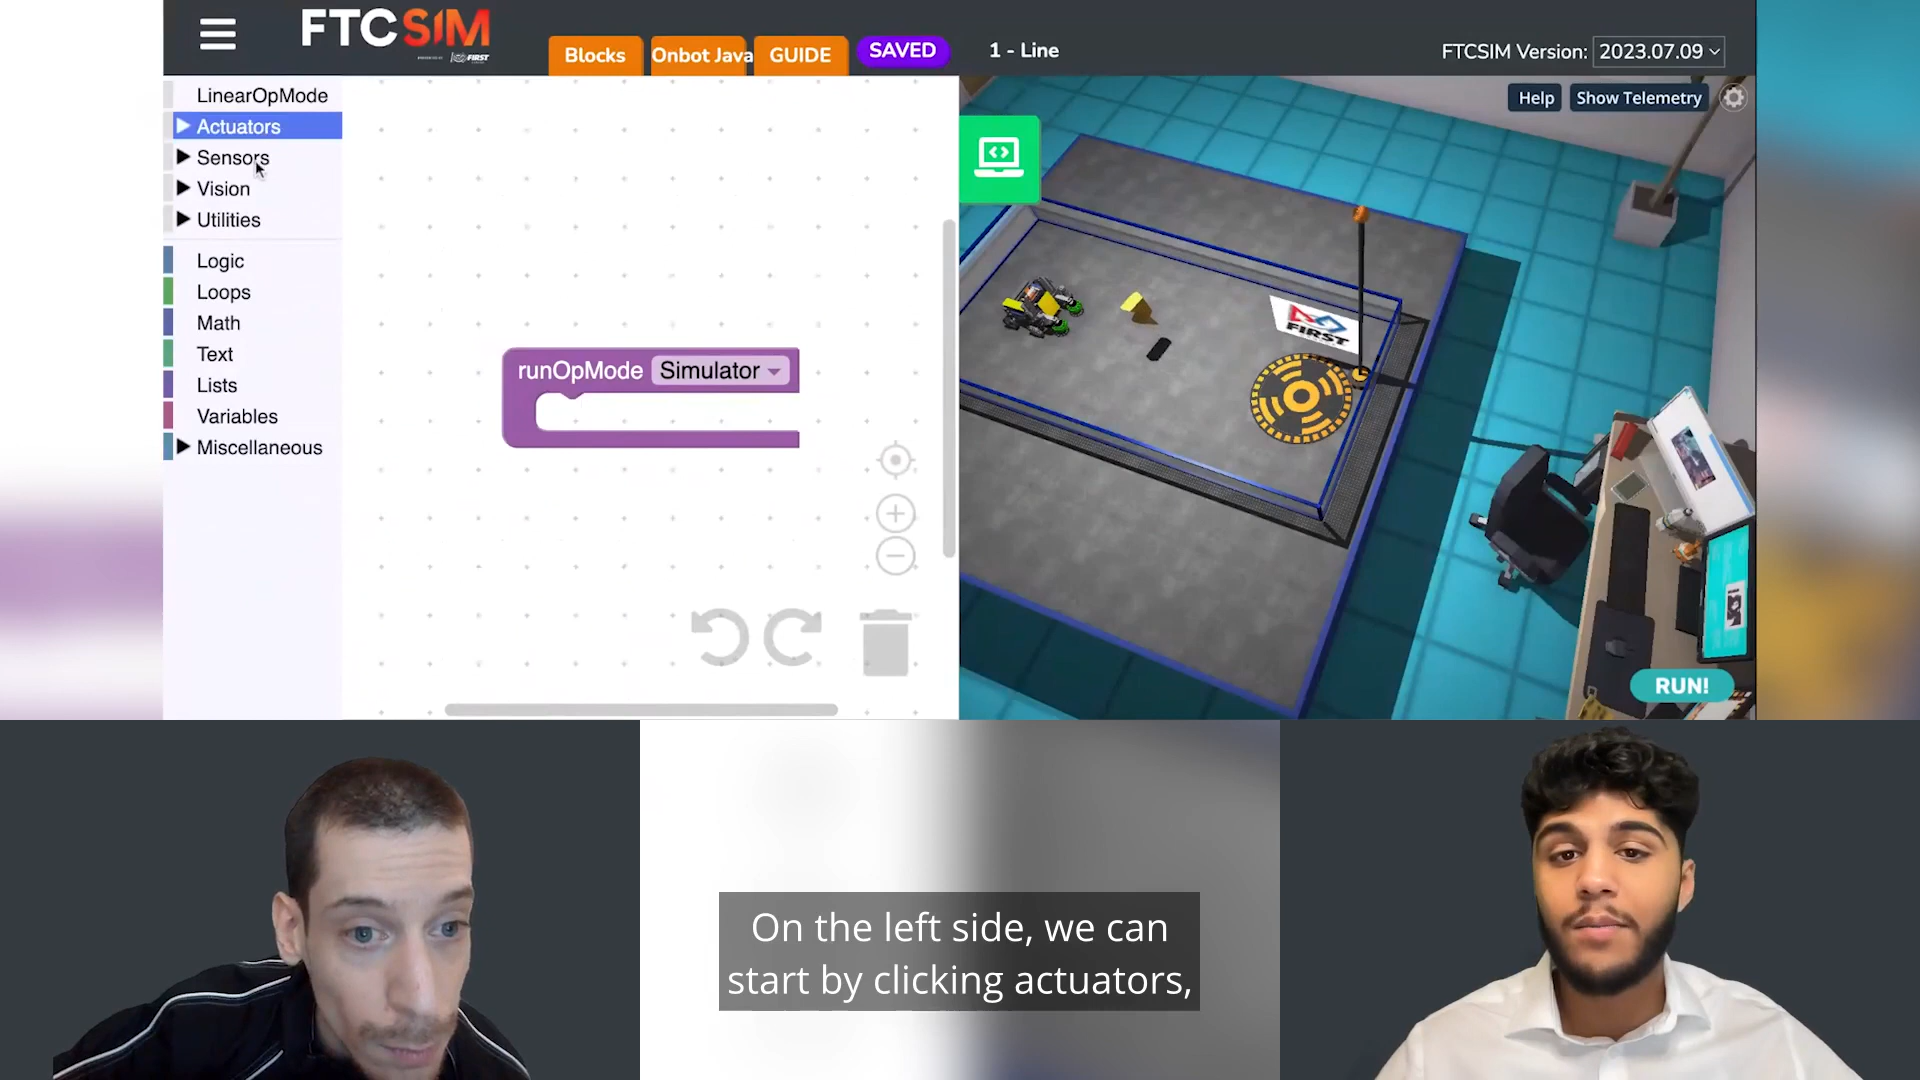 FTCSIM
FIRST
Blocks
Onbot Java
GUIDE
SAVED
1 - Line
FTCSIM Version: 2023.07.09
LinearOpMode
Actuators
Sensors
Vision
Utilities
Logic
Loops
Math
Text
Lists
Variables
Miscellaneous
runOpMode Simulator
Help
Show Telemetry
FIRST
RUN!
On the left side, we can
start by clicking actuators,